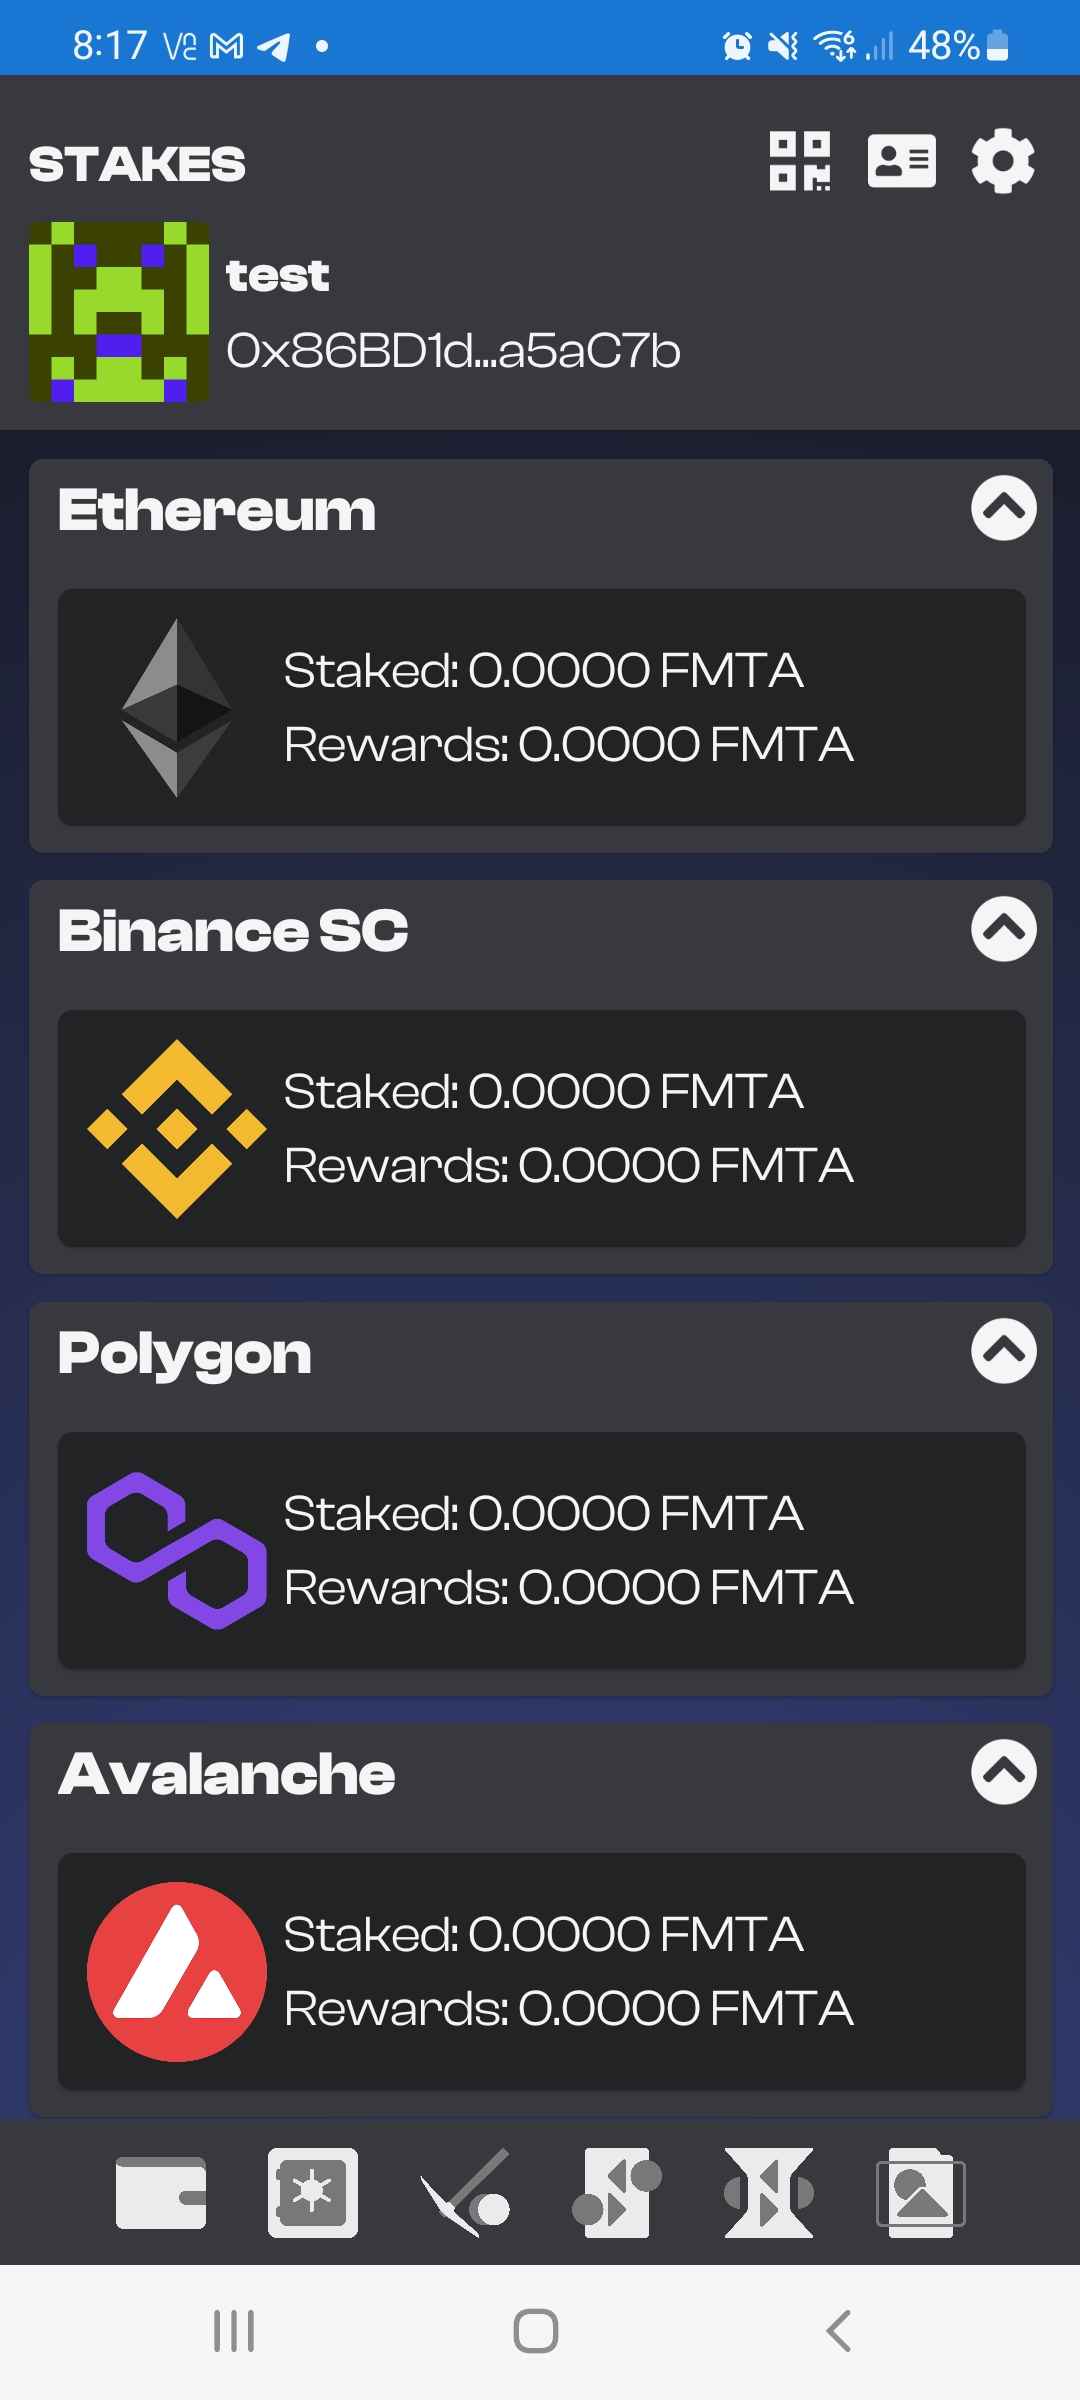 8:17
48%
STAKES
test
0x86BD1d...a5aC7b
Ethereum
Staked: 0.0000 FMTA
Rewards: 0.0000 FMTA
Binance SC
Staked: 0.0000 FMTA
Rewards: 0.0000 FMTA
Polygon
Staked: 0.0000 FMTA
Rewards: 0.0000 FMTA
Avalanche
Staked: 0.0000 FMTA
Rewards: 0.0000 FMTA